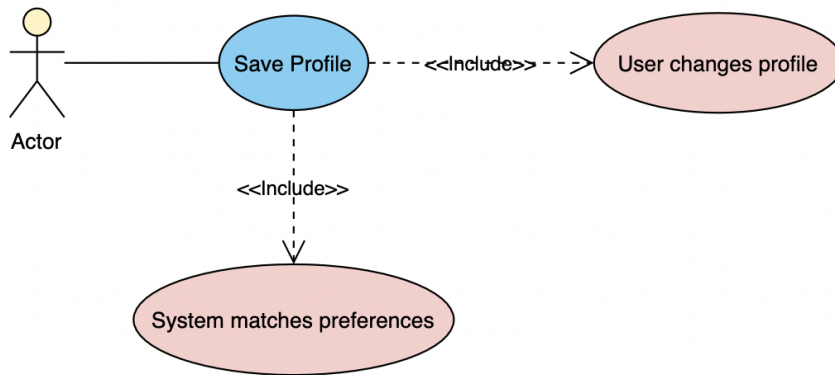 Save Profile
<<Include>>
User changes profile
Actor
<<Include>>
System matches preferences